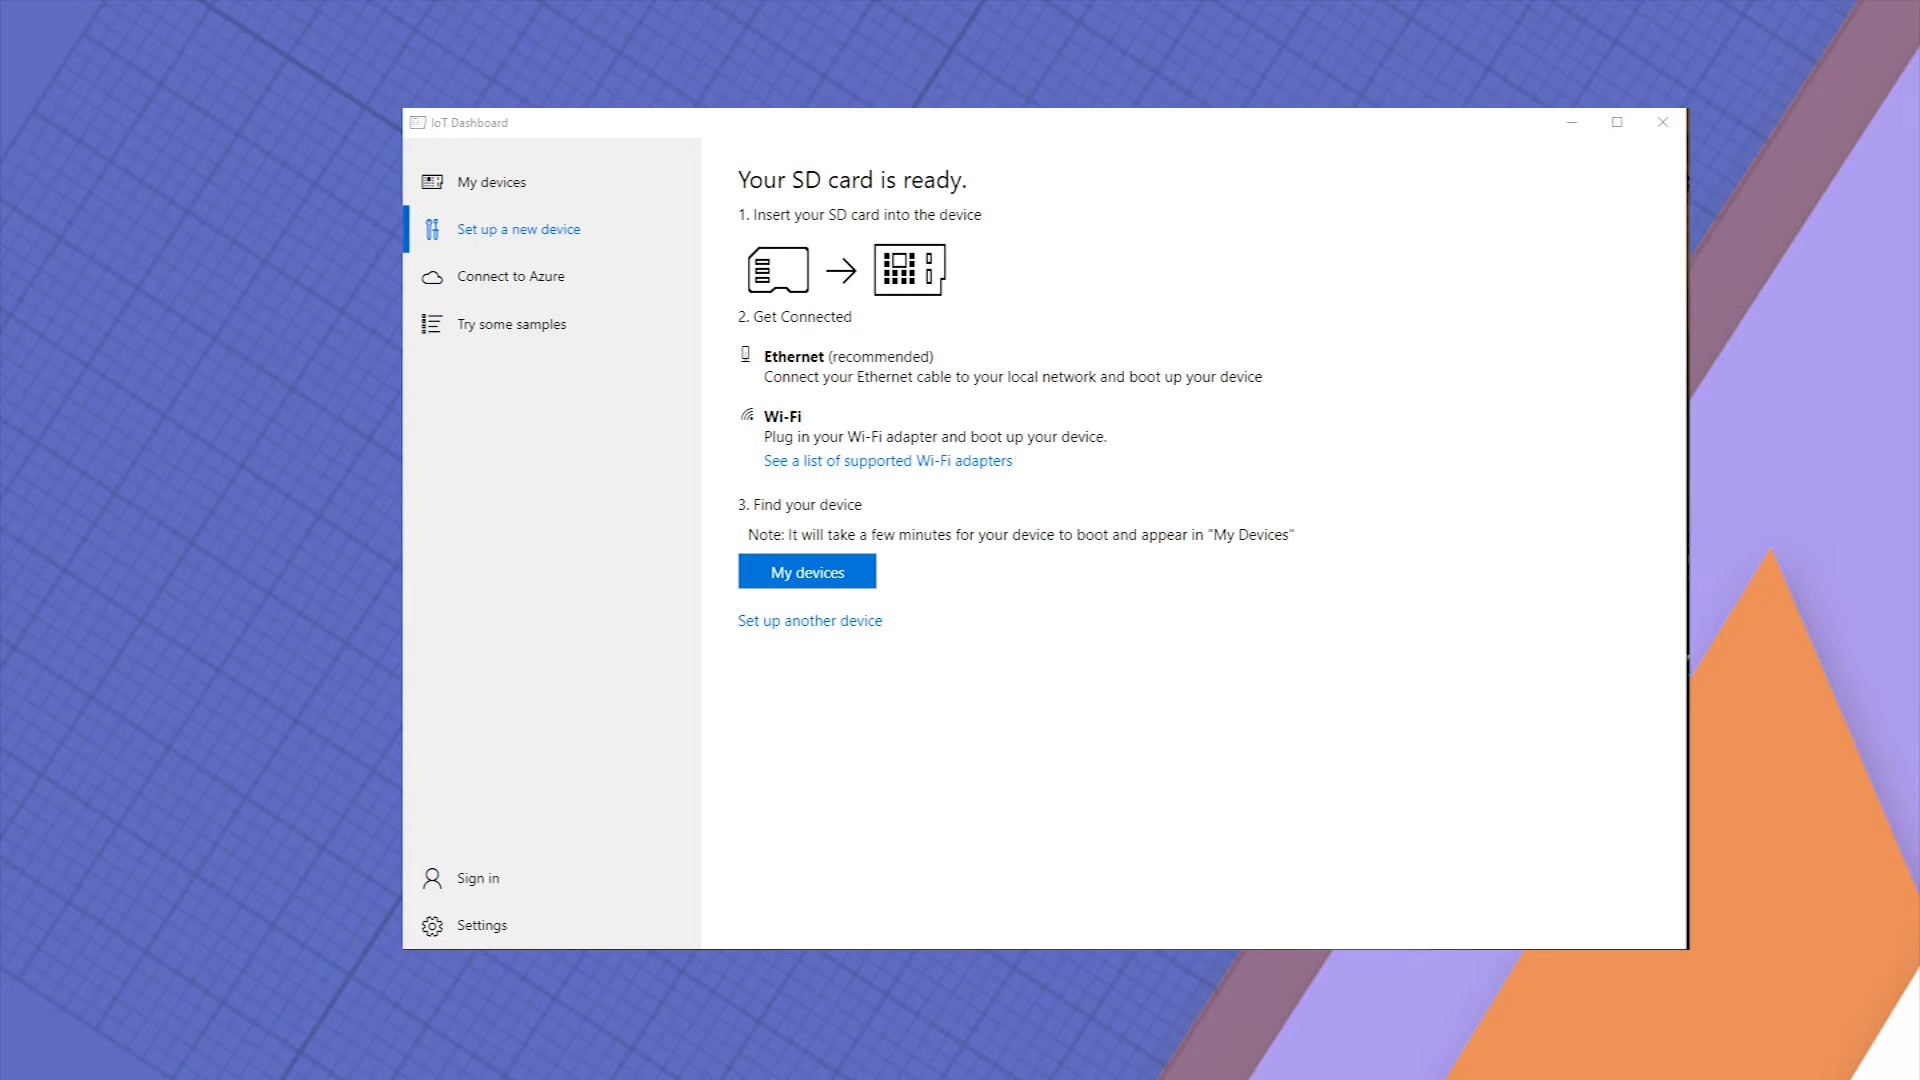 IoT Dashboard
My devices
Set up a new device
Connect to Azure
Try some samples
Sign in
Settings
Your SD card is ready.
1. Insert your SD card into the device
2. Get Connected
Ethernet (recommended)
Connect your Ethernet cable to your local network and boot up your device
Wi-Fi
Plug in your Wi-Fi adapter and boot up your device.
See a list of supported Wi-Fi adapters
3. Find your device
Note: It will take a few minutes for your device to boot and appear in "My Devices"
My devices
Set up another device